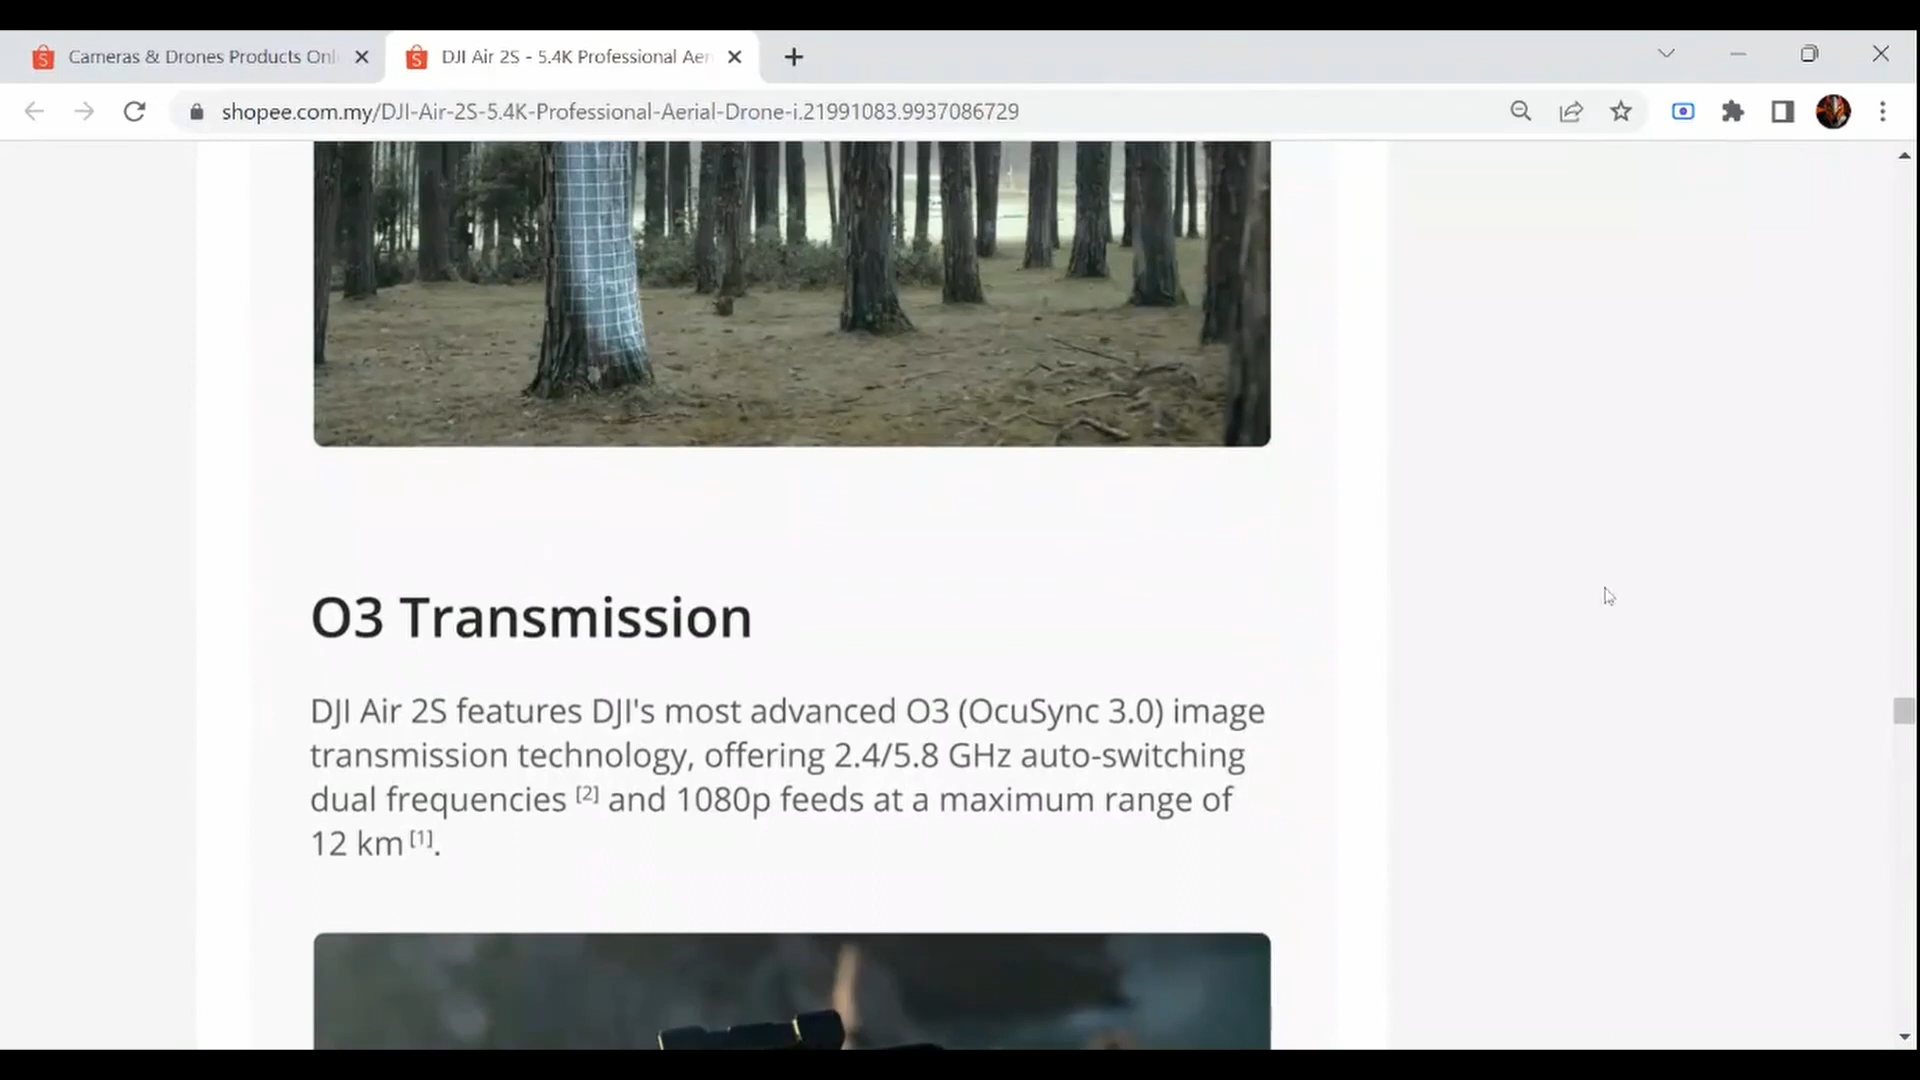 Cameras & Drones Products Onl
DJI Air 2S - 5.4K Professional Aer
shopee.com.my/DJI-Air-2S-5.4K-Professional-Aerial-Drone-i.21991083.9937086729
O3 Transmission
DJI Air 2S features DJI's most advanced O3 (OcuSync 3.0) image
transmission technology, offering 2.4/5.8 GHz auto-switching
dual frequencies [2] and 1080p feeds at a maximum range of
12 km [1].